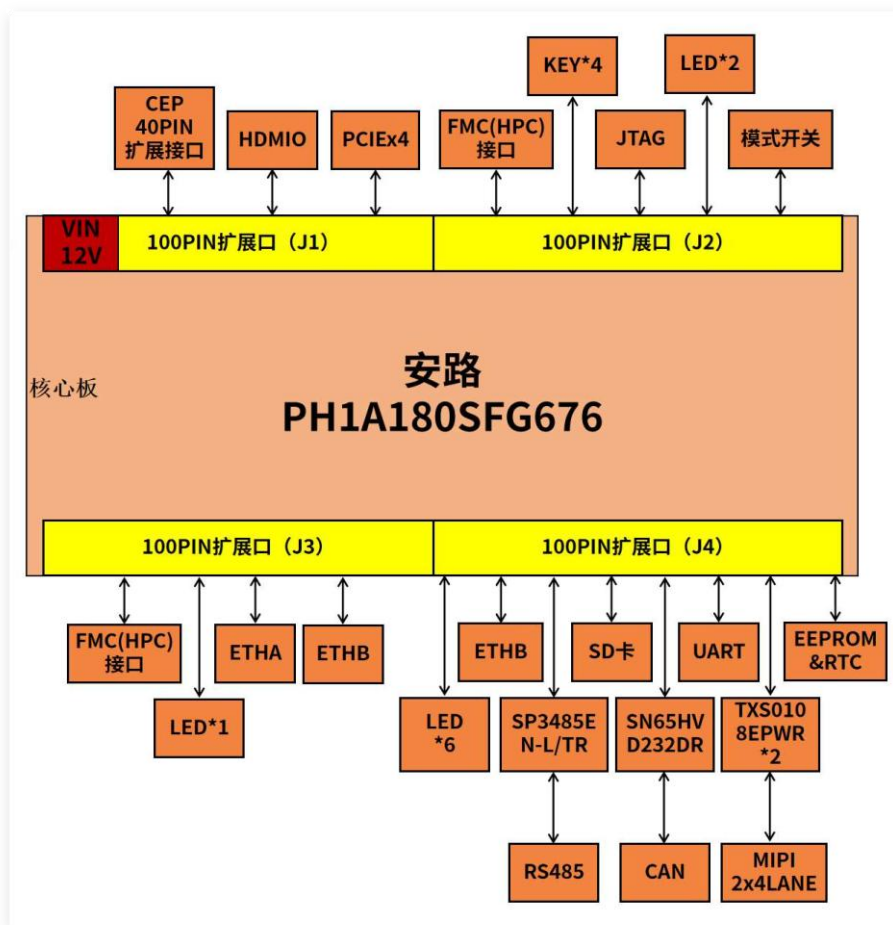 KEY*4
LED*2
CEP
40PIN
扩展接口
HDMIO
PCIEx4
FMC(HPC)
接口
JTAG
模式开关
VIN
12V
100PIN扩展口（J1）
100PIN扩展口（J2）
核心板
安路
PH1A180SFG676
100PIN扩展口（J3）
100PIN扩展口（J4）
FMC(HPC)
接口
ETHA
ETHB
ETHB
SD卡
UART
EEPROM
&RTC
LED*1
LED
*6
SP3485E
N-L/TR
SN65HV
D232DR
TXS010
8EPWR
*2
RS485
CAN
MIPI
2x4LANE